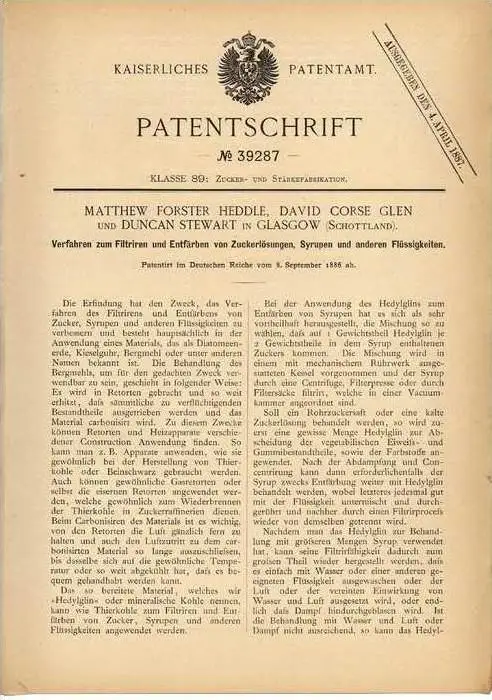 KAISERLICHES PATENTAMT.
AUSGEGEBEN DEN 4. APRIL 1887.
PATENTSCHRIFT
№ 39287
KLASSE 89: ZUCKER- UND STÄRKEFABRIKATION.
MATTHEW FORSTER HEDDLE, DAVID CORSE GLEN
UND DUNCAN STEWART IN GLASGOW (SCHOTTLAND).
Verfahren zum Filtriren und Entfärben von Zuckerlösungen, Syrupen und anderen Flüssigkeiten.
Patentirt im Deutschen Reiche vom 8. September 1886 ab.
Die Erfindung hat den Zweck, das Ver-
fahren des Filtrirens und Entfärbens von
Zucker, Syrupen und anderen Flüssigkeiten zu
verbessern und besteht hauptsächlich in der
Anwendung eines Materials, das als Diatomeen-
erde, Kieselguhr, Bergmehl oder unter anderen
Namen bekannt ist. Die Behandlung des
Bergmehls, um für den gedachten Zweck ver-
wendbar zu sein, geschieht in folgender Weise:
Es wird in Retorten gebracht und so weit
erhitzt, daſs sämmtliche zu verflüchtigenden
Bestandtheile ausgetrieben werden und das
Material carbonisirt wird. Zu diesem Zwecke
können Retorten und Heizapparate verschie-
dener Construction Anwendung finden. So
kann man z. B. Apparate anwenden, wie sie
gewöhnlich bei der Herstellung von Thier-
kohle oder Beinschwarz gebraucht werden.
Auch können gewöhnliche Gasretorten oder
selbst die eisernen Retorten angewendet wer-
den, welche gewöhnlich zum Wiederbrennen
der Thierkohle in Zuckerraffinerien dienen.
Beim Carbonisiren des Materials ist es wichtig,
von den Retorten die Luft gänzlich fern zu
halten und auch den Luftzutritt zu dem car-
bonisirten Material so lange auszuschlieſsen,
bis dasselbe sich auf die gewöhnliche Tempe-
ratur oder so weit abgekühlt hat, daſs es
bequem gehandhabt werden kann.
Das so bereitete Material, welches wir
»Hedylglin« oder mineralische Kohle nennen,
kann wie Thierkohle zum Filtriren und Ent-
färben von Zucker, Syrupen und anderen
Flüssigkeiten angewendet werden.
Bei der Anwendung des Hedylglins zum
Entfärben von Syrup hat es sich als sehr
vortheilhaft herausgestellt, die Mischung so zu
wählen, daſs auf 1 Gewichtstheil Hedylglin je
2 Gewichtstheile in dem Syrup enthaltenen
Zuckers kommen. Die Mischung wird in
einem mit mechanischem Rührwerk ausge-
statteten Kessel vorgenommen und der Syrup
durch eine Centrifuge, Filterpresse oder durch
Filtersäcke filtrirt, welche in einer Vacuum-
kammer angeordnet sind.
Soll ein Rohrzuckersaft oder eine kalte
Zuckerlösung behandelt werden, so wird
zuerst eine gewisse Menge Hedylglin zur Ab-
scheidung der vegetabilischen Eiweiſs- und
Gummibestandtheile, sowie der Farbstoffe an-
gewendet. Nach der Abdampfung und Con-
centrirung kann erforderlichenfalls der
Syrup zwecks Entfärbung weiter mit Hedylglin
behandelt werden, wobei letzteres jedesmal gut
mit der Flüssigkeit untermischt und durch-
gerührt und nachher durch einen Filtrirproceſs
wieder von demselben getrennt wird.
Nachdem man das Hedylglin zur Behandlung
mit gröſseren Mengen Syrup verwendet
hat, kann seine Filtrirfähigkeit dadurch zum
groſsen Theil wieder hergestellt werden, daſs
es einfach mit Wasser oder einer anderen ge-
eigneten Flüssigkeit ausgewaschen oder der
Luft und der vereinten Einwirkung von
Wasser und Luft ausgesetzt wird, oder end-
lich daſs Dampf hindurchgeblasen wird. Ist
die Behandlung mit Wasser und Luft oder
Dampf nicht ausreichend, so kann das Hedyl-